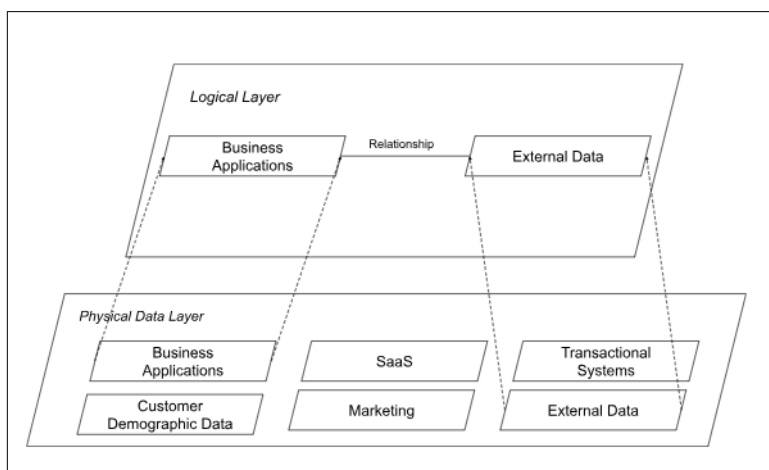 Logical Layer
Business
Applications
Relationship
External Data
Physical Data Layer
Business
Applications
SaaS
Transactional
Systems
Customer
Demographic Data
Marketing
External Data